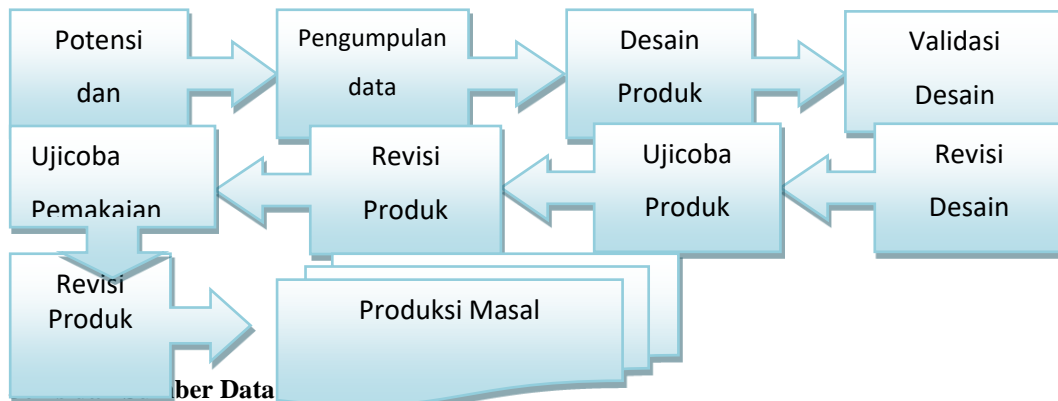 Potensi
dan
Pengumpulan
data
Desain
Produk
Validasi
Desain
Ujicoba
Pemakaian
Revisi
Produk
Ujicoba
Produk
Revisi
Desain
Revisi
Produk
Produksi Masal
ber Data